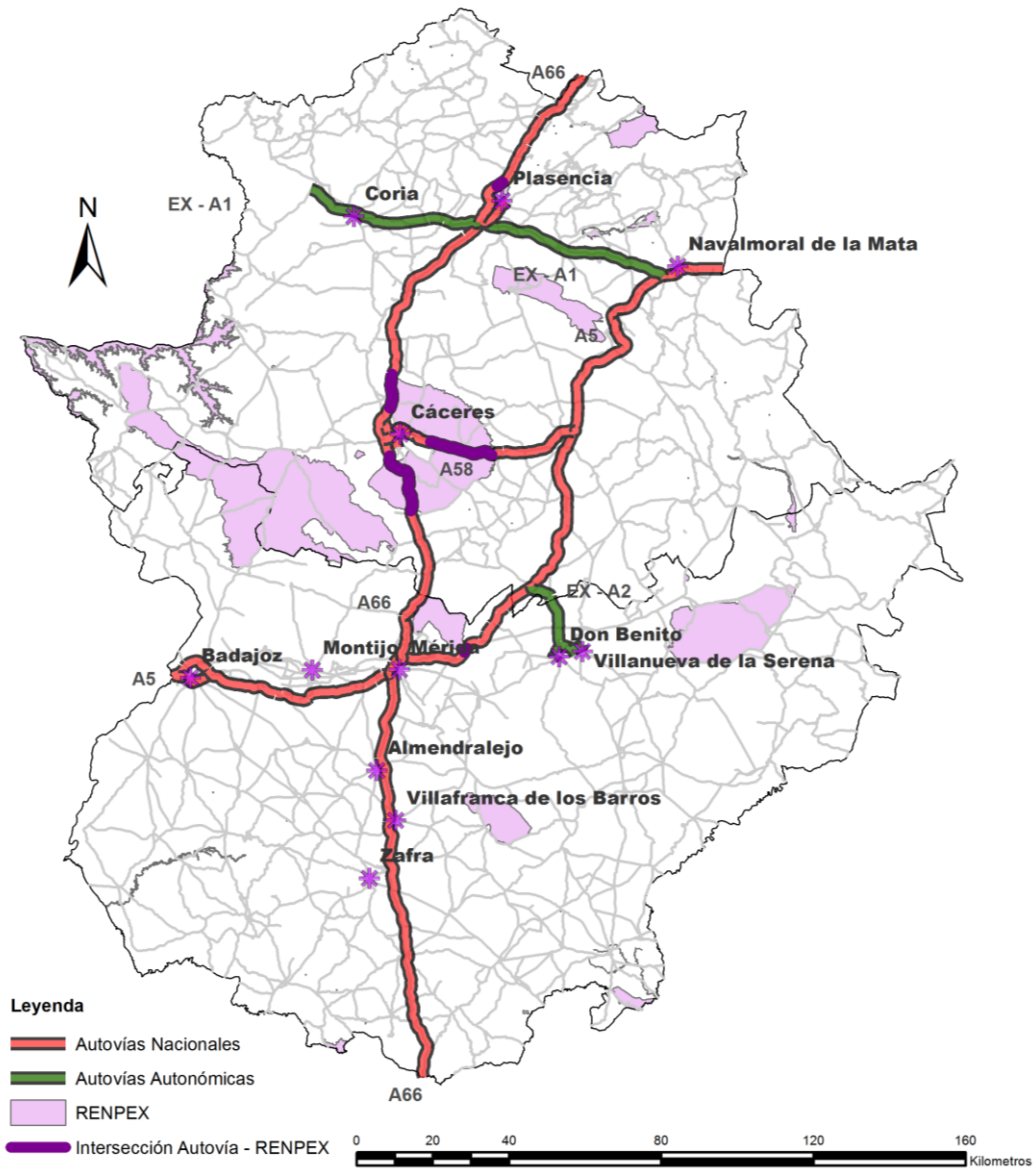 A66
Plasencia
Coria
EX - A1
N
Navalmoral de la Mata
EX - A1
A5
Cáceres
A58
A66
EX - A2
Don Benito
Badajoz
Montijo
Mérida
Villanueva de la Serena
A5
Almendralejo
Villafranca de los Barros
Zafra
Leyenda
Autovías Nacionales
Autovías Autonómicas
RENPEX
Intersección Autovía - RENPEX
A66
0 20 40 80 120 160
Kilometros